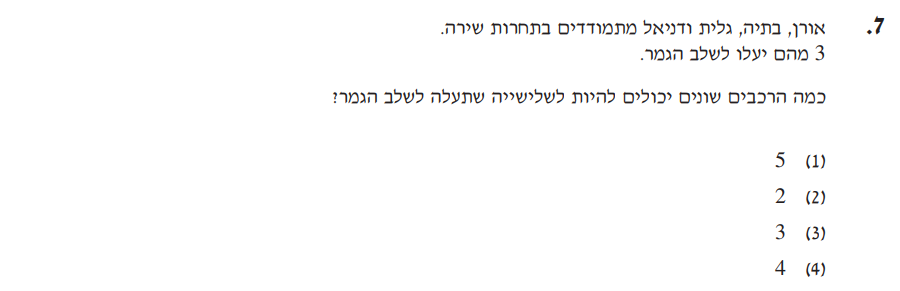 7. אורן, בתיה, גלית ודניאל מתמודדים בתחרות שירה.
3 מהם יעלו לשלב הגמר.
כמה הרכבים שונים יכולים להיות לשלישייה שתעלה לשלב הגמר?
(1) 5
(2) 2
(3) 3
(4) 4